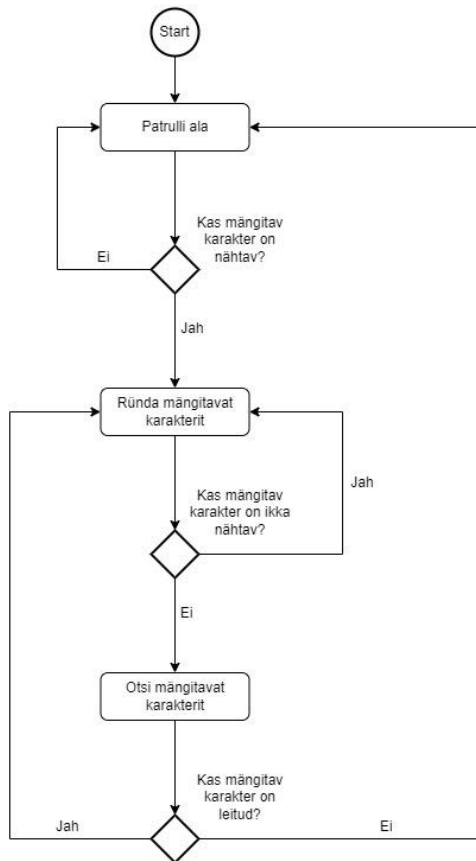 Start
Patrulli ala
Kas mängitav
karakter on
nähtav?
Ei
Jah
Ründa mängitavat
karakterit
Kas mängitav
karakter on ikka
nähtav?
Jah
Ei
Otsi mängitavat
karakterit
Kas mängitav
karakter on
leitud?
Jah
Ei